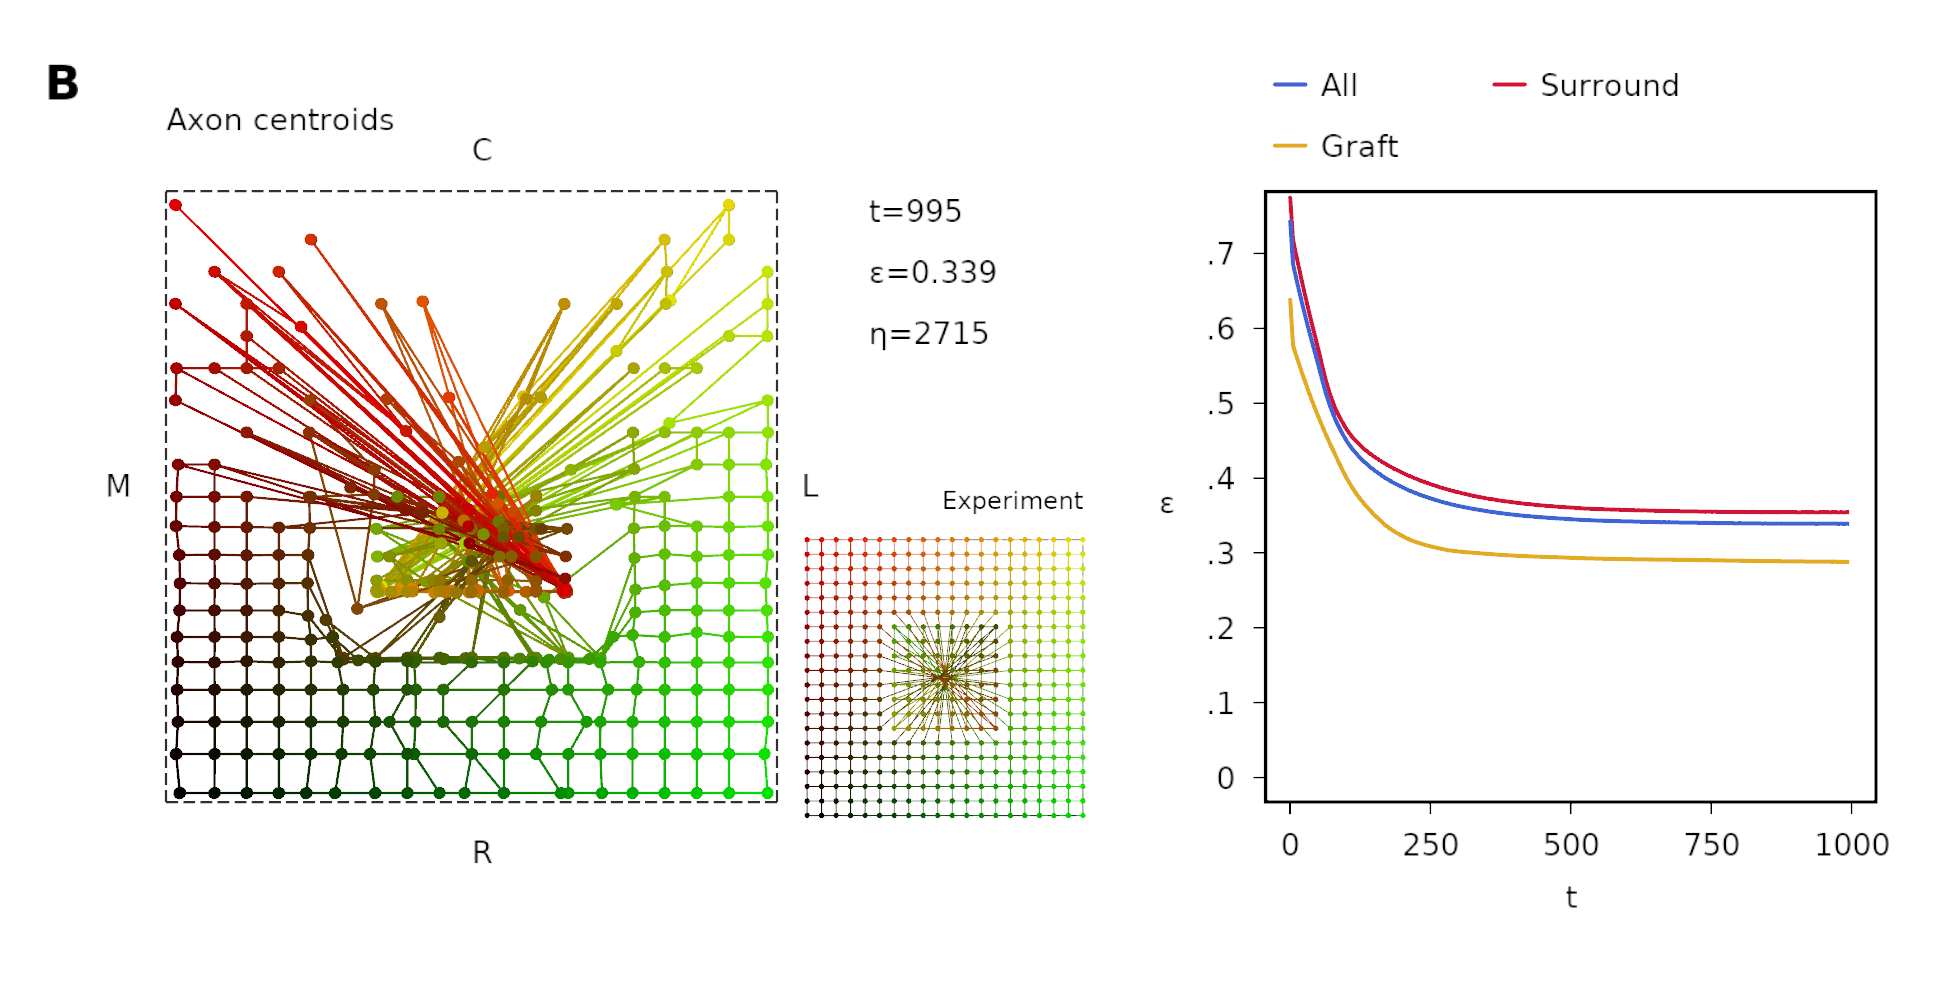 B
Axon centroids
C
M
L
R
t=995
ε=0.339
η=2715
Experiment
All
Surround
Graft
ε
.7
.6
.5
.4
.3
.2
.1
0
0 250 500 750 1000
t